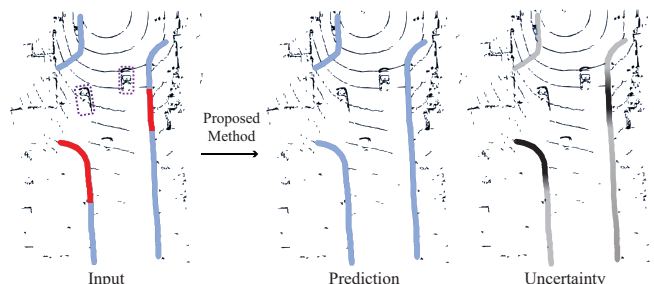 Proposed
Method
Input
Prediction
Uncertainty